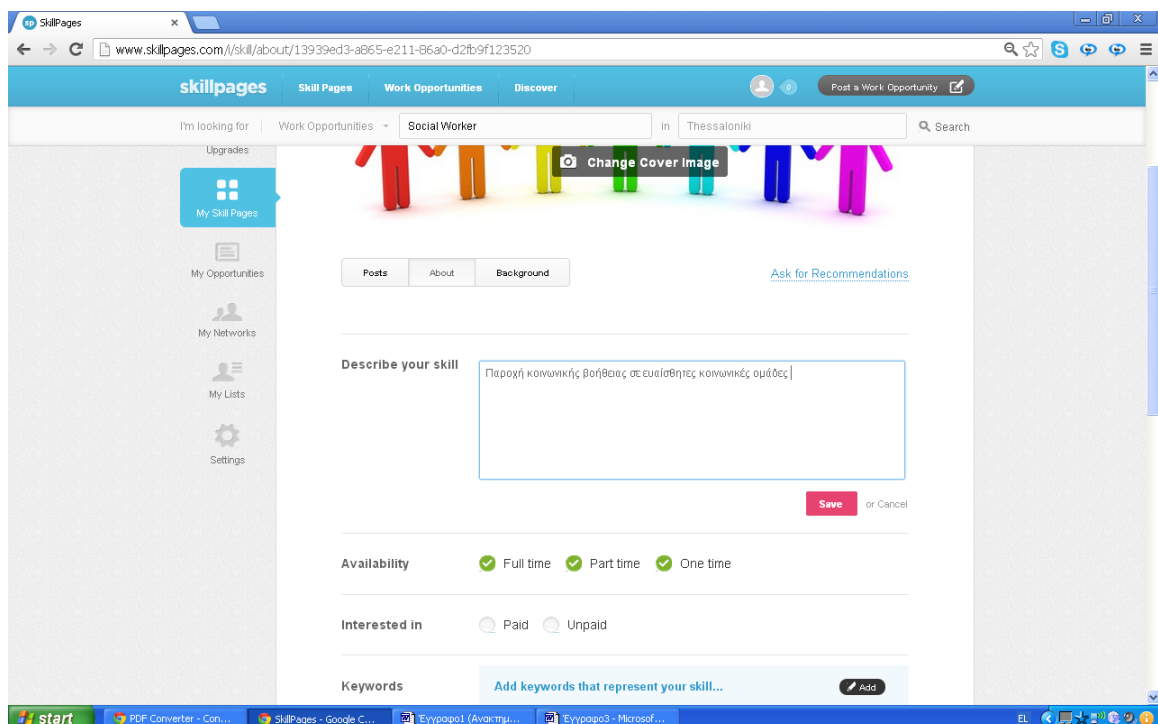 SkillPages
www.skillpages.com/i/skill/about/13939ed3-a865-e211-86a0-d2fb9f123520
skillpages Skill Pages Work Opportunities Discover 0 Post a Work Opportunity
I'm looking for Work Opportunities Social Worker in Thessaloniki Search
Upgrades
Change Cover Image
My Skill Pages
My Opportunities
Posts About Background
Ask for Recommendations
My Networks
Describe your skill
Παροχή κοινωνικής βοήθειας σε ευαίσθητες κοινωνικές ομάδες
My Lists
Settings
Save or Cancel
Availability Full time Part time One time
Interested in Paid Unpaid
Keywords Add keywords that represent your skill... Add
start PDF Converter - Con... SkillPages - Google C... Έγγραφο1 (Ανακτημ... Έγγραφο3 - Microsof... EL